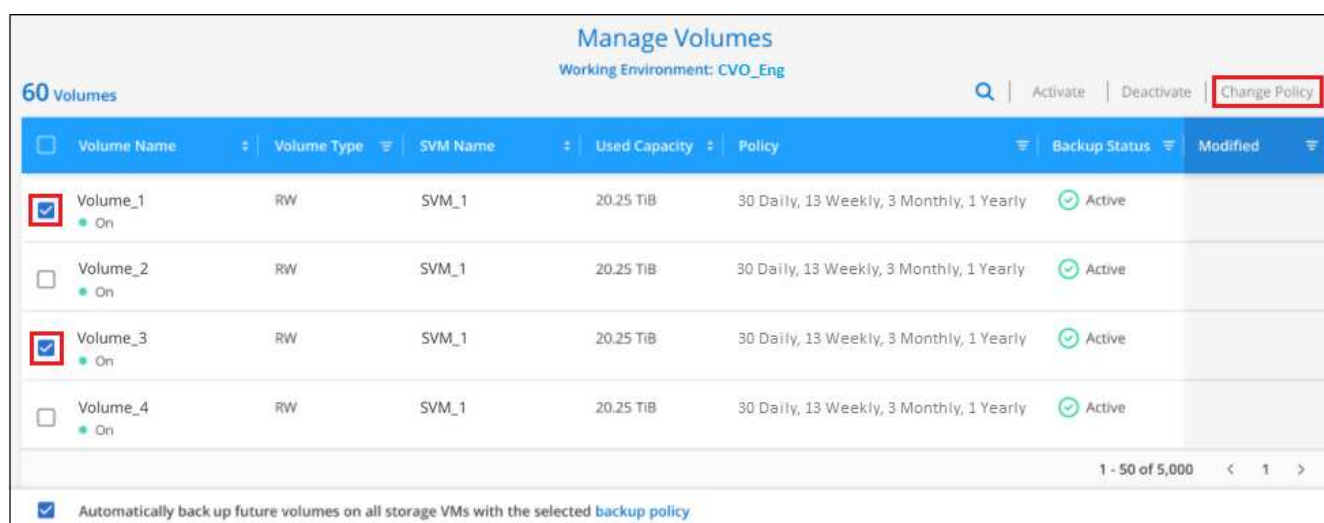 Manage Volumes
Working Environment: CVO_Eng
60 Volumes
Activate | Deactivate | Change Policy
Volume Name Volume Type SVM Name Used Capacity Policy Backup Status Modified
Volume_1 RW SVM_1 20.25 TiB 30 Daily, 13 Weekly, 3 Monthly, 1 Yearly Active
On
Volume_2 RW SVM_1 20.25 TiB 30 Daily, 13 Weekly, 3 Monthly, 1 Yearly Active
On
Volume_3 RW SVM_1 20.25 TiB 30 Daily, 13 Weekly, 3 Monthly, 1 Yearly Active
On
Volume_4 RW SVM_1 20.25 TiB 30 Daily, 13 Weekly, 3 Monthly, 1 Yearly Active
On
1 - 50 of 5,000 < 1 >
Automatically back up future volumes on all storage VMs with the selected backup policy